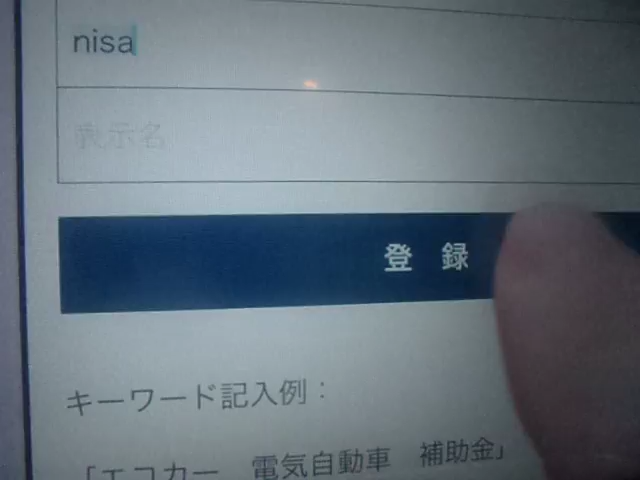 nisa
表示名
登 録
キーワード記入例：
「エコカー 電気自動車 補助金」